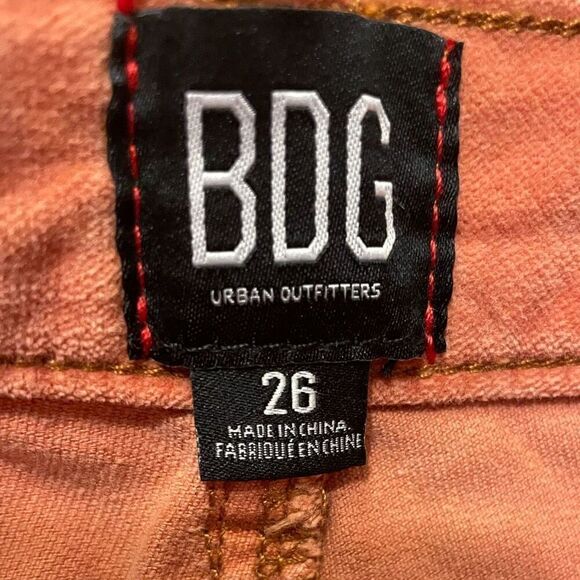 BDG
URBAN OUTFITTERS
26
MADE IN CHINA
FABRIQUÉ EN CHINE